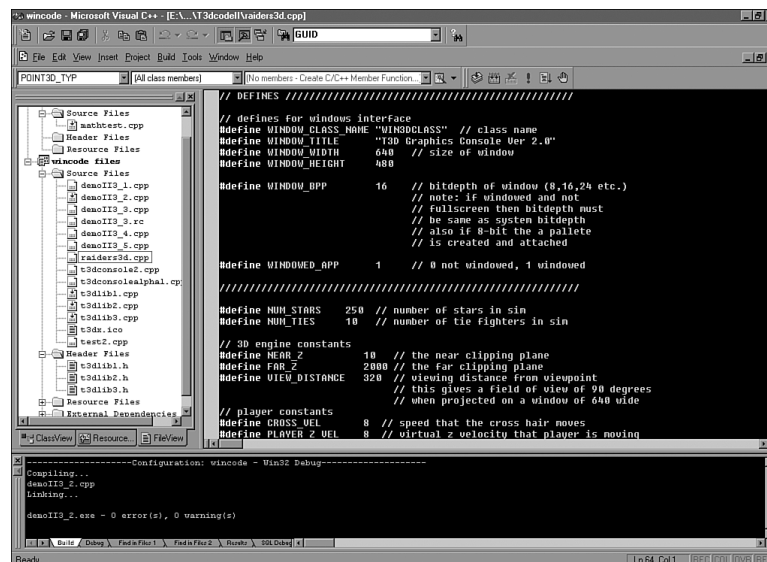 wincode - Microsoft Visual C++ - [E:\...\T3dcodeII\raiders3d.cpp]
GUID
File Edit View Insert Project Build Tools Window Help
POINT3D_TYP
(All class members)
(No members - Create C/C++ Member Function...
Source Files
mathtest.cpp
Header Files
Resource Files
wincode files
Source Files
demoII3_1.cpp
demoII3_2.cpp
demoII3_3.cpp
demoII3_3.rc
demoII3_4.cpp
demoII3_5.cpp
raiders3d.cpp
t3dconsole2.cpp
t3dconsolealpha1.cp
t3dlib1.cpp
t3dlib2.cpp
t3dlib3.cpp
t3dx.ico
test2.cpp
Header Files
t3dlib1.h
t3dlib2.h
t3dlib3.h
Resource Files
External Dependencies
ClassView Resource... FileView
// DEFINES ////////////////////////////////////////////////
// defines for windows interface
#define WINDOW_CLASS_NAME "WIN3DCLASS" // class name
#define WINDOW_TITLE "T3D Graphics Console Ver 2.0"
#define WINDOW_WIDTH 640 // size of window
#define WINDOW_HEIGHT 480
#define WINDOW_BPP 16 // bitdepth of window (8,16,24 etc.)
// note: if windowed and not
// fullscreen then bitdepth must
// be same as system bitdepth
// also if 8-bit the a pallete
// is created and attached
#define WINDOWED_APP 1 // 0 not windowed, 1 windowed
////////////////////////////////////////////////////////////
#define NUM_STARS 250 // number of stars in sim
#define NUM_TIES 10 // number of tie fighters in sim
// 3D engine constants
#define NEAR_Z 10 // the near clipping plane
#define FAR_Z 2000 // the far clipping plane
#define VIEW_DISTANCE 320 // viewing distance from viewpoint
// this gives a field of view of 90 degrees
// when projected on a window of 640 wide
// player constants
#define CROSS_VEL 8 // speed that the cross hair moves
#define PLAYER_Z_VEL 8 // virtual z velocity that player is moving
--------------------Configuration: wincode - Win32 Debug--------------------
Compiling...
demoII3_2.cpp
Linking...
demoII3_2.exe - 0 error(s), 0 warning(s)
Build Debug Find in Files 1 Find in Files 2 Results SQL Debug
Ready
Ln 64, Col 1 REC COL OVR